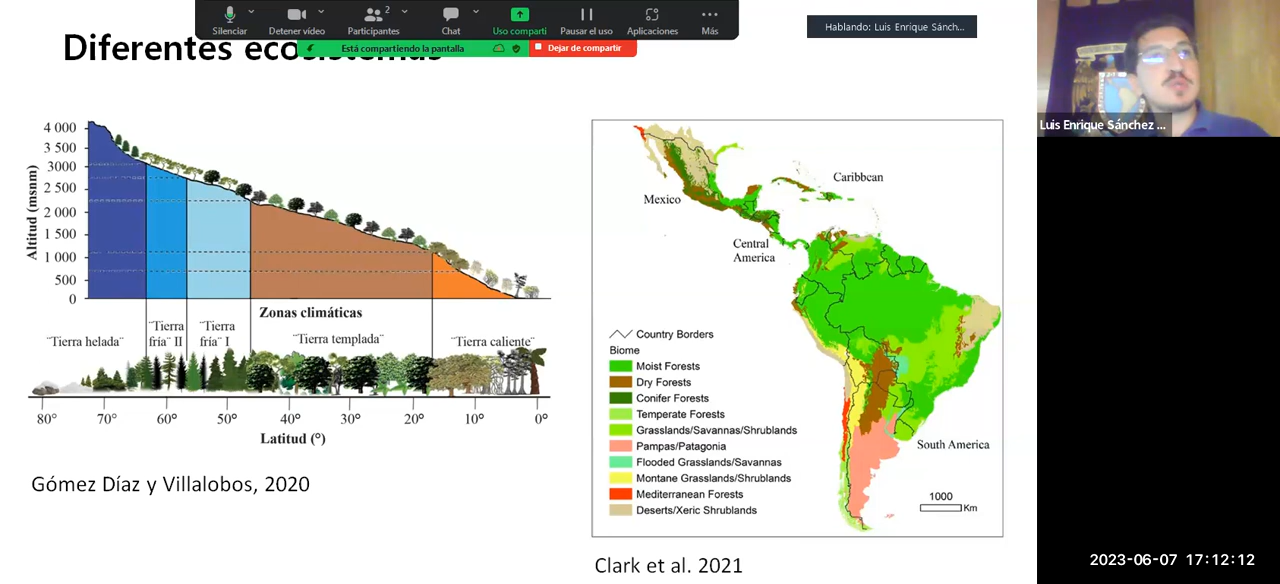 Silenciar
Detener vídeo
Participantes
2
Chat
Uso comparti
Pausar el uso
Aplicaciones
Más
Está compartiendo la pantalla
Dejar de compartir
Hablando: Luis Enrique Sánch...
Luis Enrique Sánchez ...
Diferentes ecosistemas
Altitud (msnm)
4 000
3 500
3000
2 500
2 000
1 500
1 000
500
0
Zonas climáticas
¨Tierra helada¨
¨Tierra
fría¨ II
¨Tierra
fría¨ I
¨Tierra templada¨
¨Tierra caliente¨
80°
70°
60°
50°
40°
30°
20°
10°
0°
Latitud (°)
Gómez Díaz y Villalobos, 2020
Mexico
Caribbean
Central
America
South America
Country Borders
Biome
Moist Forests
Dry Forests
Conifer Forests
Temperate Forests
Grasslands/Savannas/Shrublands
Pampas/Patagonia
Flooded Grasslands/Savannas
Montane Grasslands/Shrublands
Mediterranean Forests
Deserts/Xeric Shrublands
1000
Km
Clark et al. 2021
2023-06-07 17:12:12